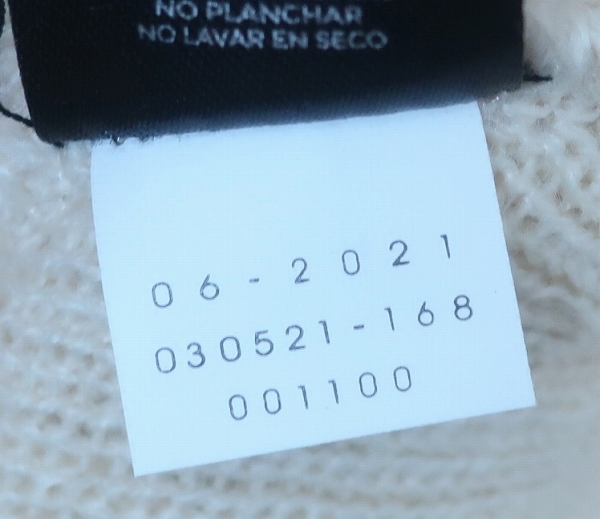 NO PLANCHAR
NO LAVAR EN SECO
06-2021
030521-168
001100